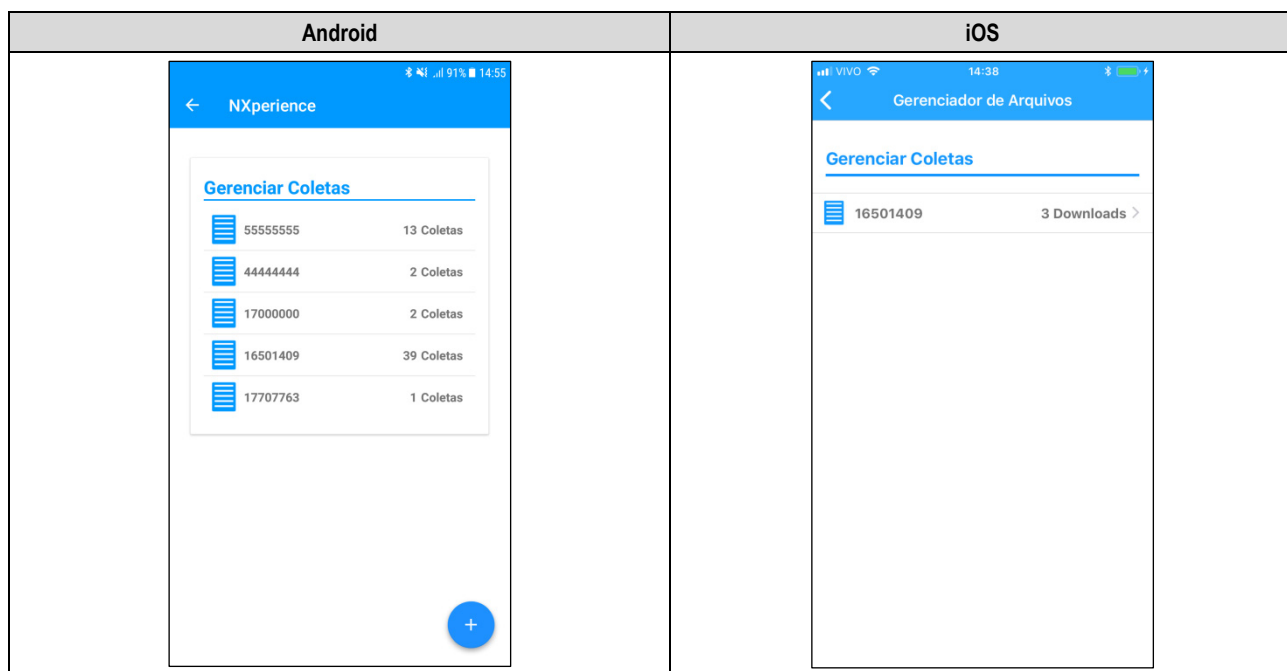 Android
iOS
91% 14:55
NXperience
Gerenciar Coletas
55555555 13 Coletas
44444444 2 Coletas
17000000 2 Coletas
16501409 39 Coletas
17707763 1 Coletas
+
VIVO 14:38
Gerenciador de Arquivos
Gerenciar Coletas
16501409 3 Downloads